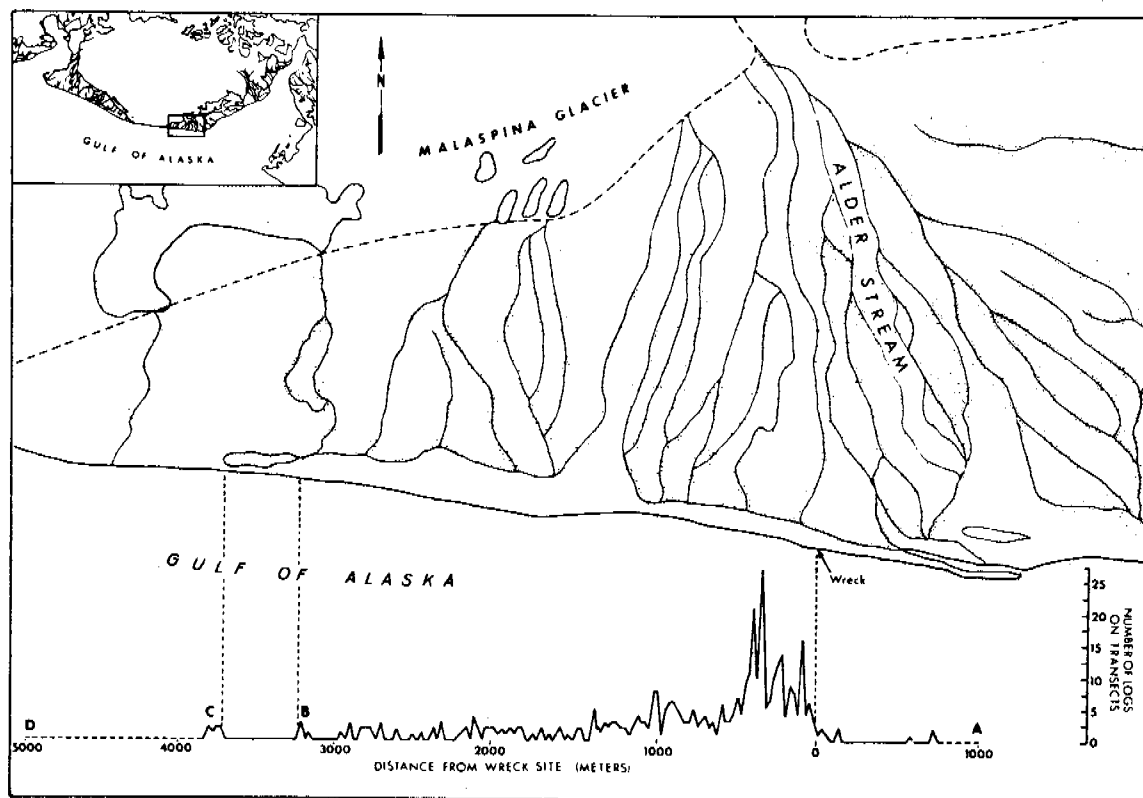 GULF OF ALASKA
N
MALASPINA GLACIER
ALDER STREAM
GULF OF ALASKA
Wreck
25
20
15
10
5
0
NUMBER OF LOGS
ON TRANSECTS
D
C
B
A
5000
4000
3000
2000
1000
0
1000
DISTANCE FROM WRECK SITE (METERS)